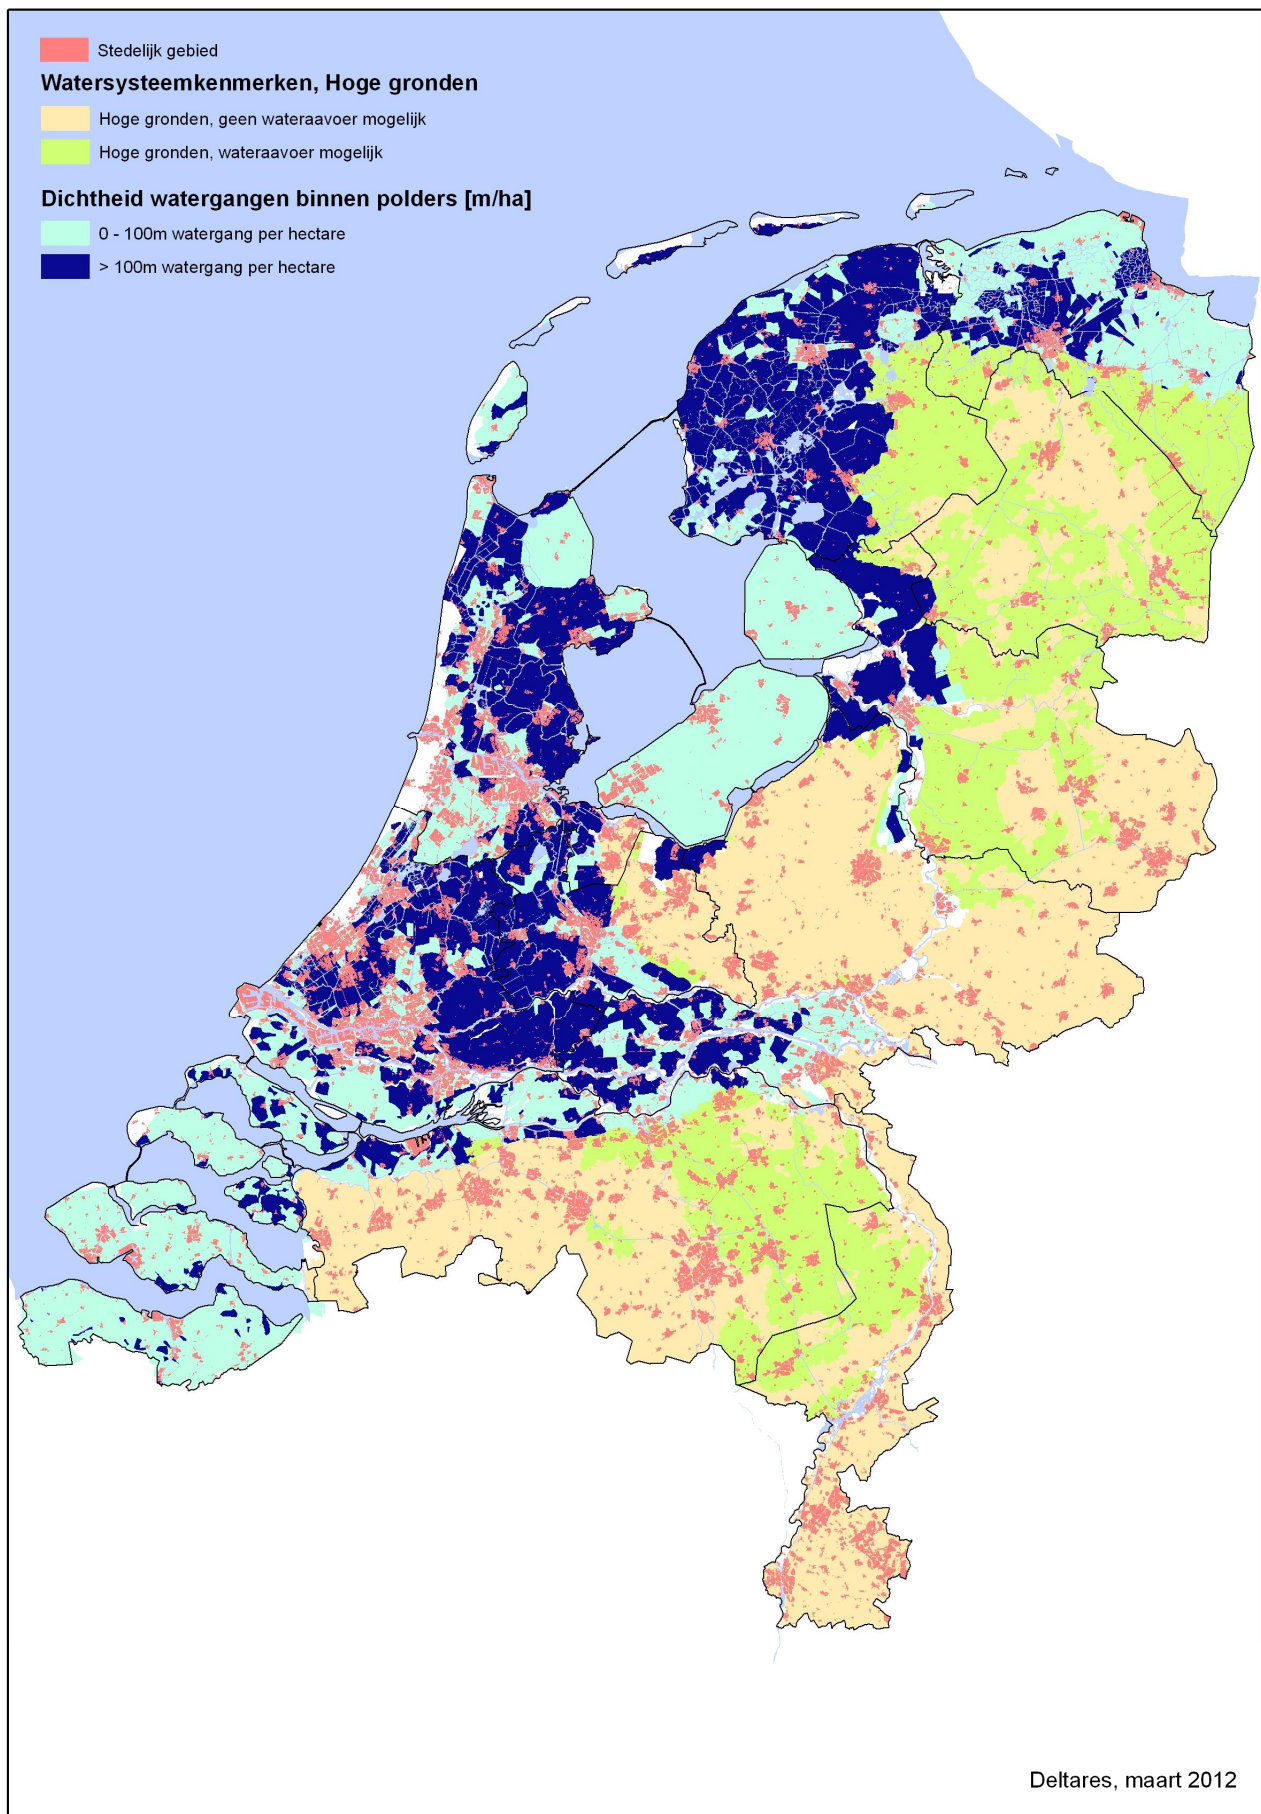 Stedelijk gebied
Watersysteemkenmerken, Hoge gronden
Hoge gronden, geen wateraavoer mogelijk
Hoge gronden, wateraavoer mogelijk
Dichtheid watergangen binnen polders [m/ha]
0 - 100m watergang per hectare
> 100m watergang per hectare
Deltares, maart 2012